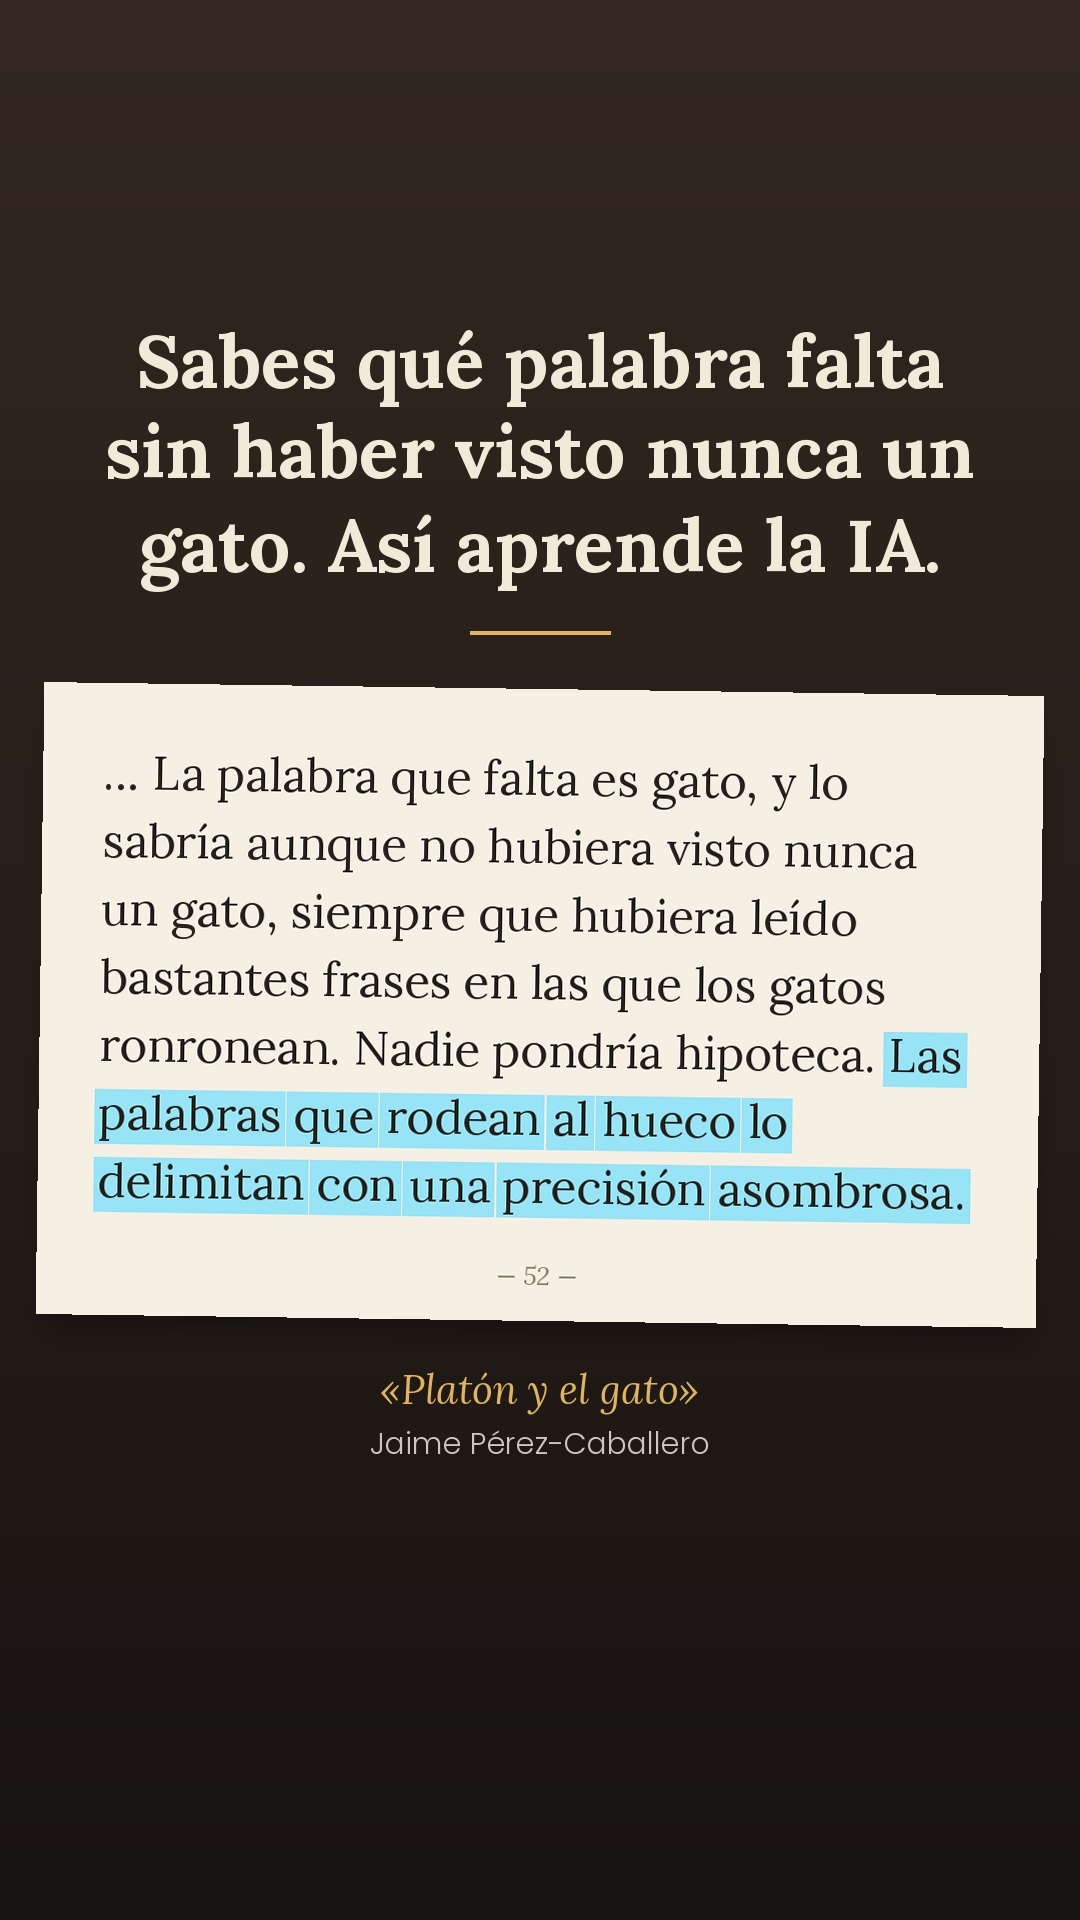 Sabes qué palabra falta
sin haber visto nunca un
gato. Así aprende la IA.
... La palabra que falta es gato, y lo
sabría aunque no hubiera visto nunca
un gato, siempre que hubiera leído
bastantes frases en las que los gatos
ronronean. Nadie pondría hipoteca. Las
palabras que rodean al hueco lo
delimitan con una precisión asombrosa.
— 52 —
«Platón y el gato»
Jaime Pérez-Caballero